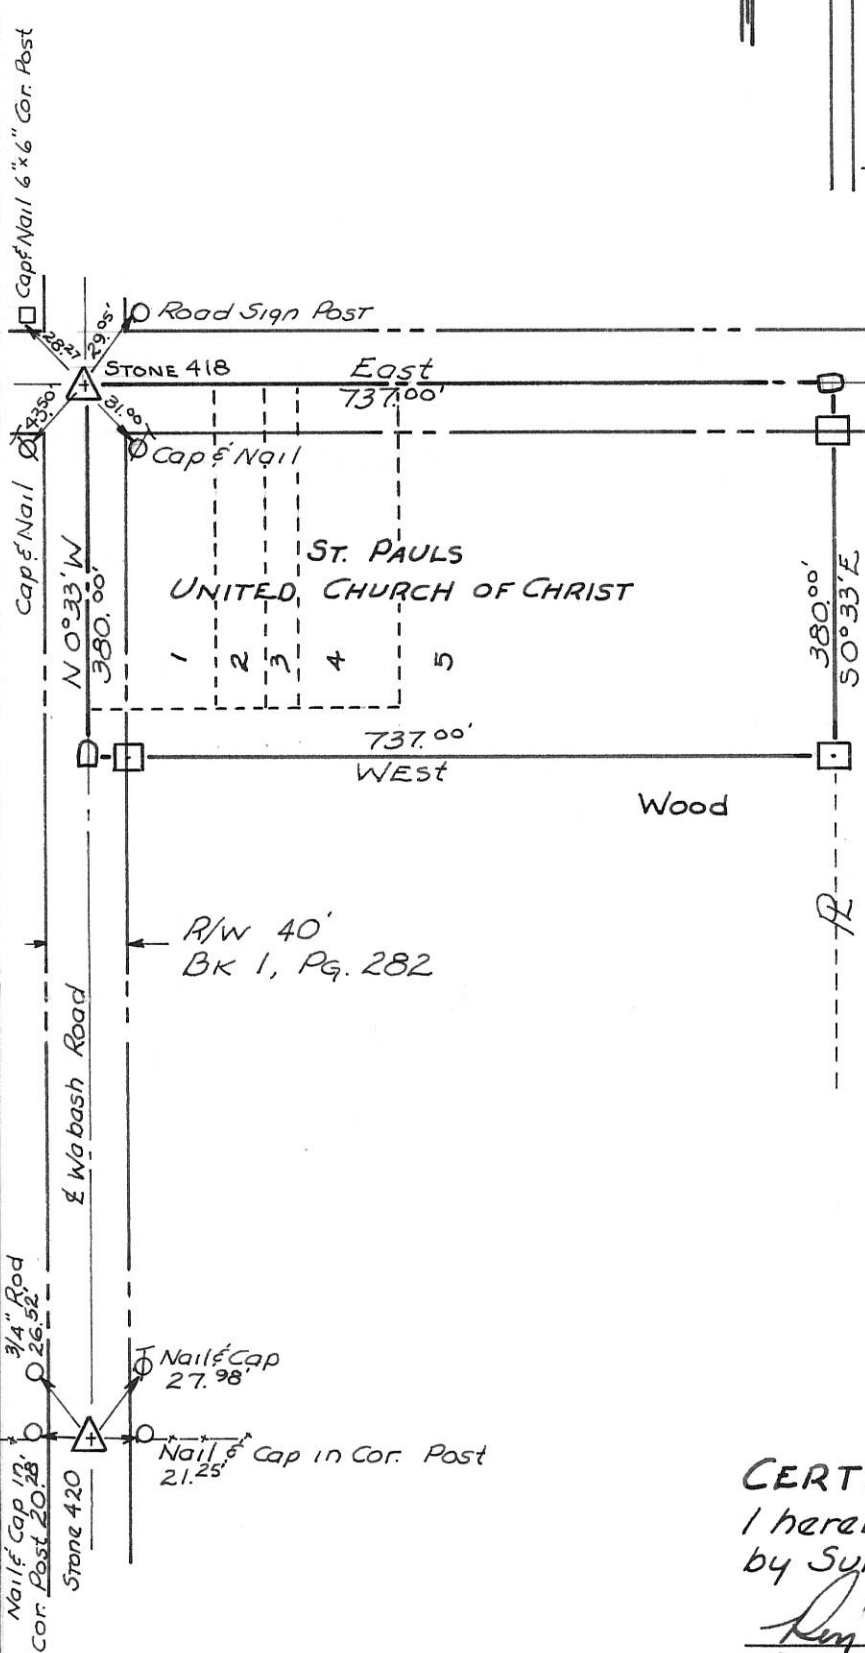 Cap & Nail 6"x6" Cor. Post
Road Sign Post
28.27
29.05'
STONE 418
East
737.00'
43.50'
31.00'
Cap & Nail
Cap & Nail
N 0°33'W
380.00'
ST. PAULS
UNITED CHURCH OF CHRIST
1
2
3
4
5
380.00'
S 0°33'E
737.00'
WEST
Wood
PL
R/W 40'
BK 1, PG. 282
℄ Wabash Road
3/4" Rod
26.52'
Nail & Cap
27.98'
Nail & Cap in Cor. Post
21.25'
Nail & Cap in
Cor. Post 20.28'
Stone 420
CERT
I here
by Su